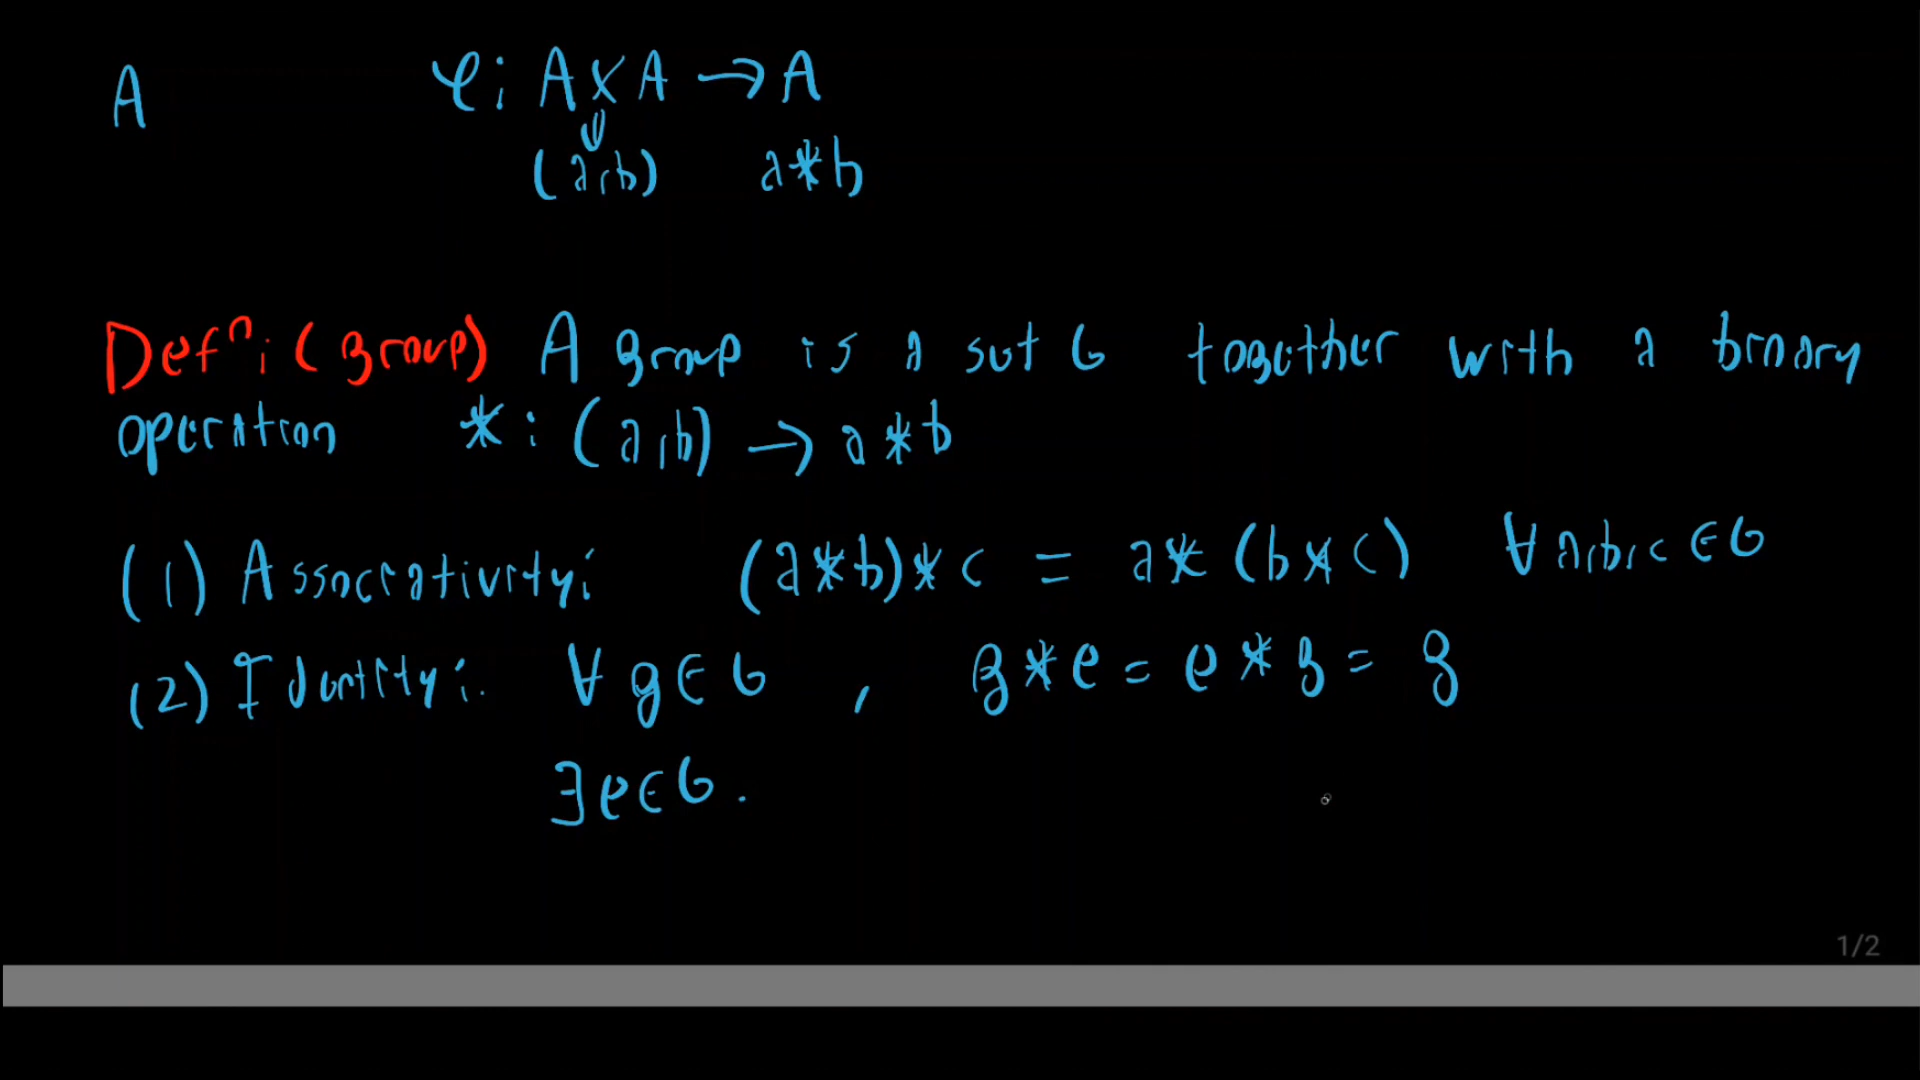 A φ: A×A → A
(a,b) a*b
Defⁿ: (group) A group is a set G together with a binary
operation *: (a,b) → a*b
(1) Associativity: (a*b)*c = a*(b*c) ∀a,b,c ∈ G
(2) Identity: ∀ g ∈ G , g*e = e*g = g
∃e ∈ G.
1/2